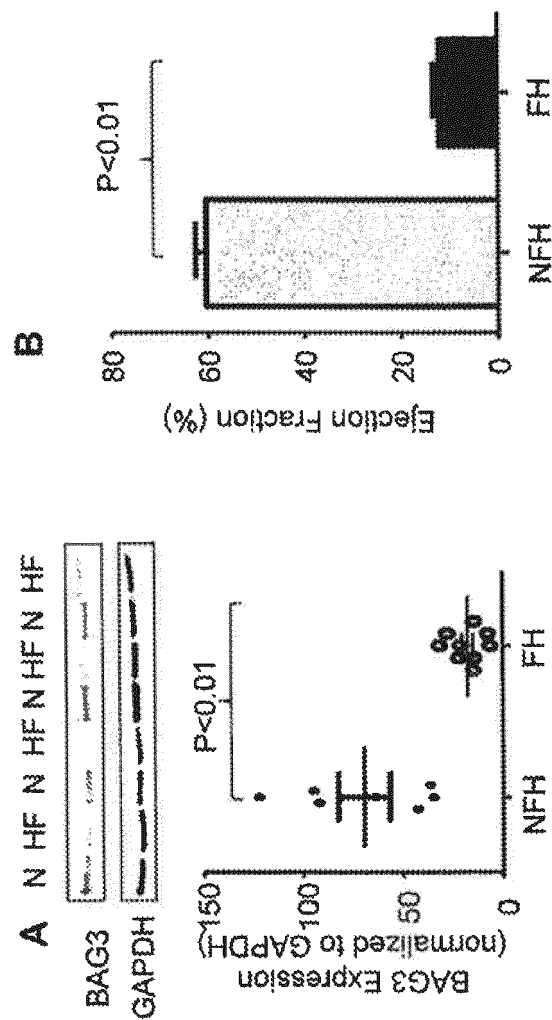 A
N HF N HF N HF N HF
BAG3
GAPDH
BAG3 Expression
(normalized to GAPDH)
150
100
50
0
P<0.01
NFH
FH
B
Ejection Fraction (%)
80
60
40
20
0
P<0.01
NFH
FH